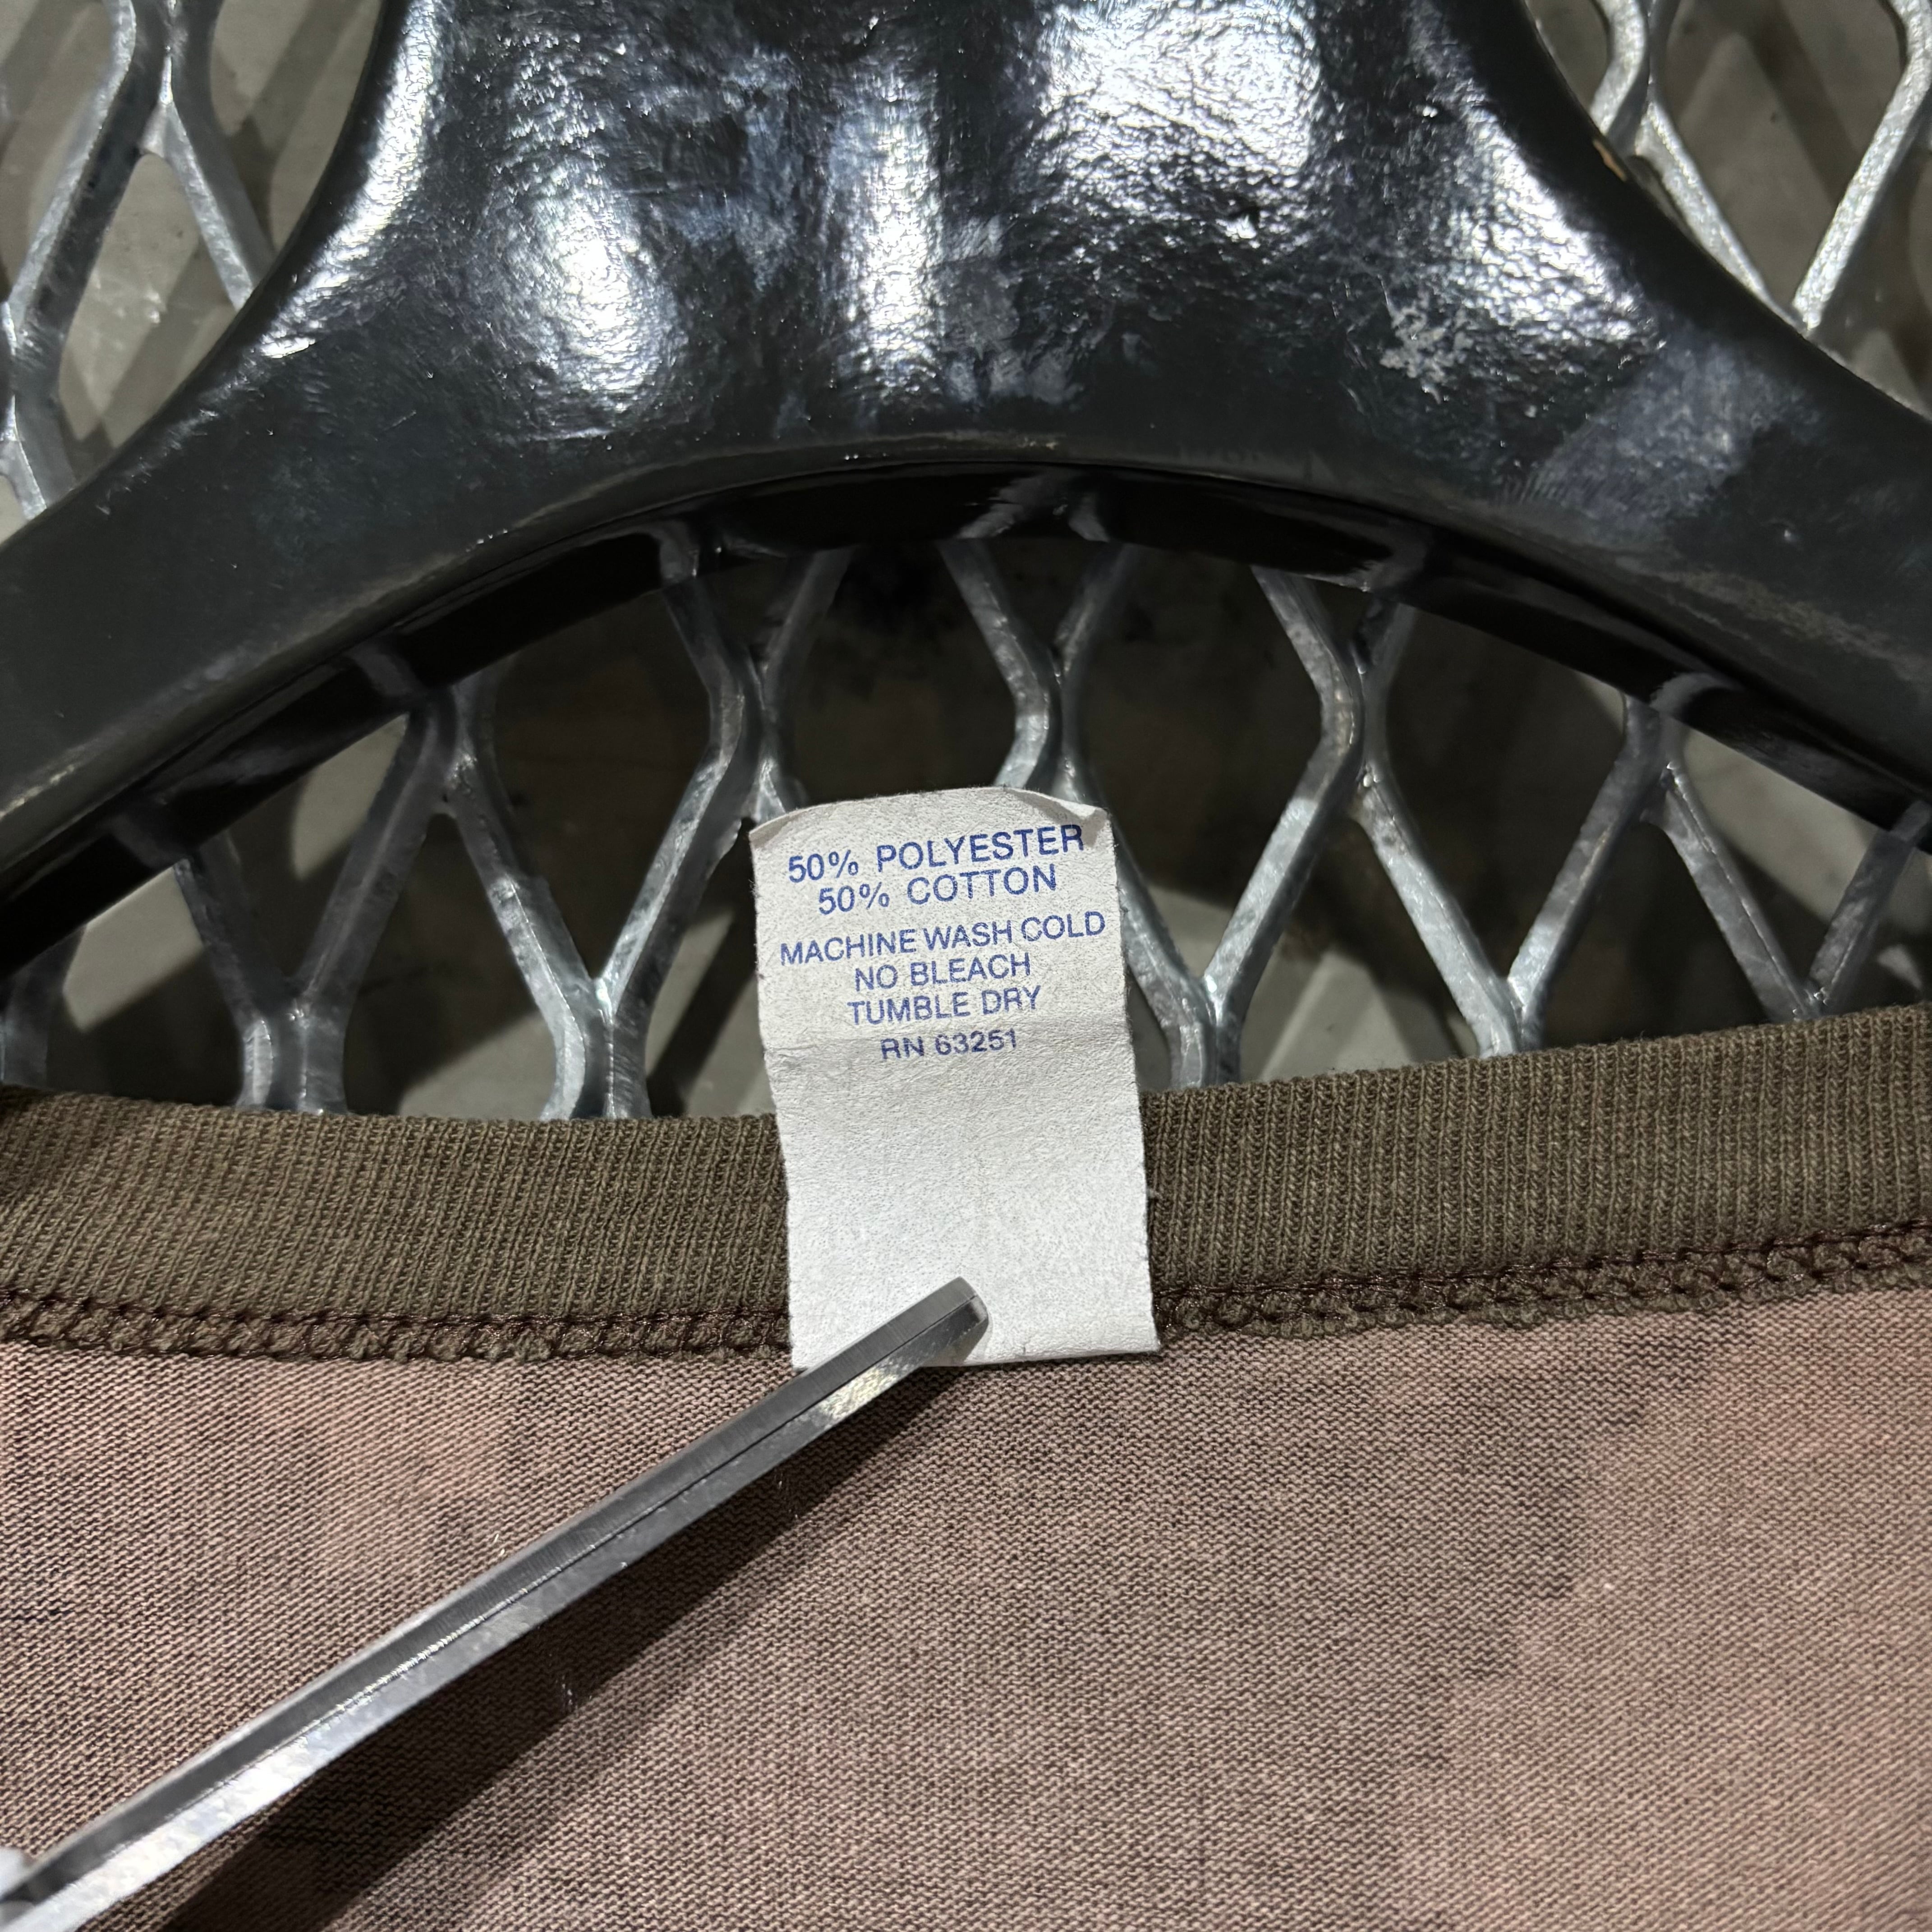 50% POLYESTER
50% COTTON
MACHINE WASH COLD
NO BLEACH
TUMBLE DRY
RN 63251